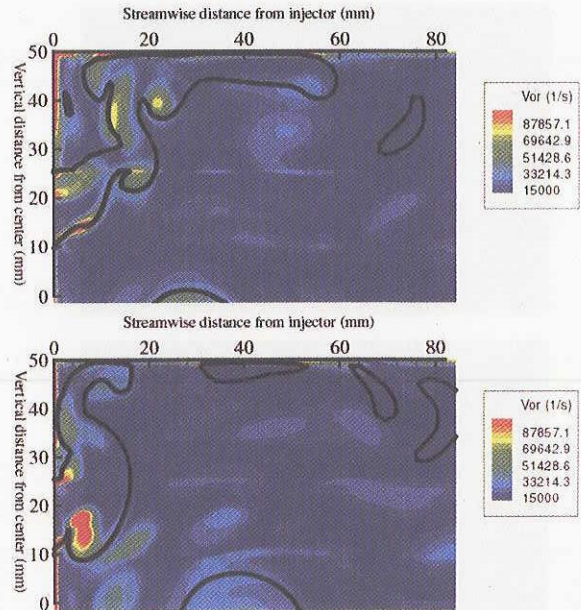 Streamwise distance from injector (mm)
0 20 40 60 80
Vertical distance from center (mm)
50
40
30
20
10
0
Vor (1/s)
87857.1
69642.9
51428.6
33214.3
15000
Streamwise distance from injector (mm)
0 20 40 60 80
Vertical distance from center (mm)
50
40
30
20
10
0
Vor (1/s)
87857.1
69642.9
51428.6
33214.3
15000